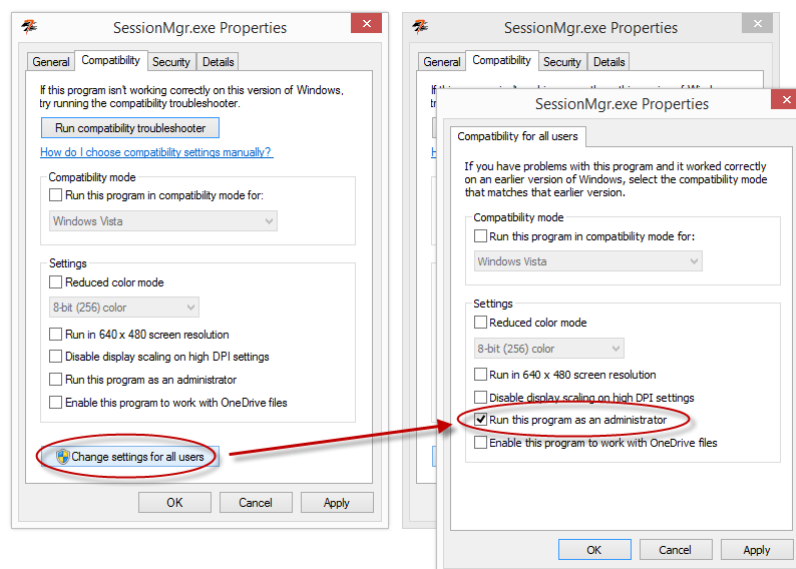 SessionMgr.exe Properties
General Compatibility Security Details
If this program isn't working correctly on this version of Windows,
try running the compatibility troubleshooter.
Run compatibility troubleshooter
How do I choose compatibility settings manually?
Compatibility mode
Run this program in compatibility mode for:
Windows Vista
Settings
Reduced color mode
8-bit (256) color
Run in 640 x 480 screen resolution
Disable display scaling on high DPI settings
Run this program as an administrator
Enable this program to work with OneDrive files
Change settings for all users
OK Cancel Apply
SessionMgr.exe Properties
General Compatibility Security Details
SessionMgr.exe Properties
Compatibility for all users
If you have problems with this program and it worked correctly
on an earlier version of Windows, select the compatibility mode
that matches that earlier version.
Compatibility mode
Run this program in compatibility mode for:
Windows Vista
Settings
Reduced color mode
8-bit (256) color
Run in 640 x 480 screen resolution
Disable display scaling on high DPI settings
Run this program as an administrator
Enable this program to work with OneDrive files
OK Cancel Apply